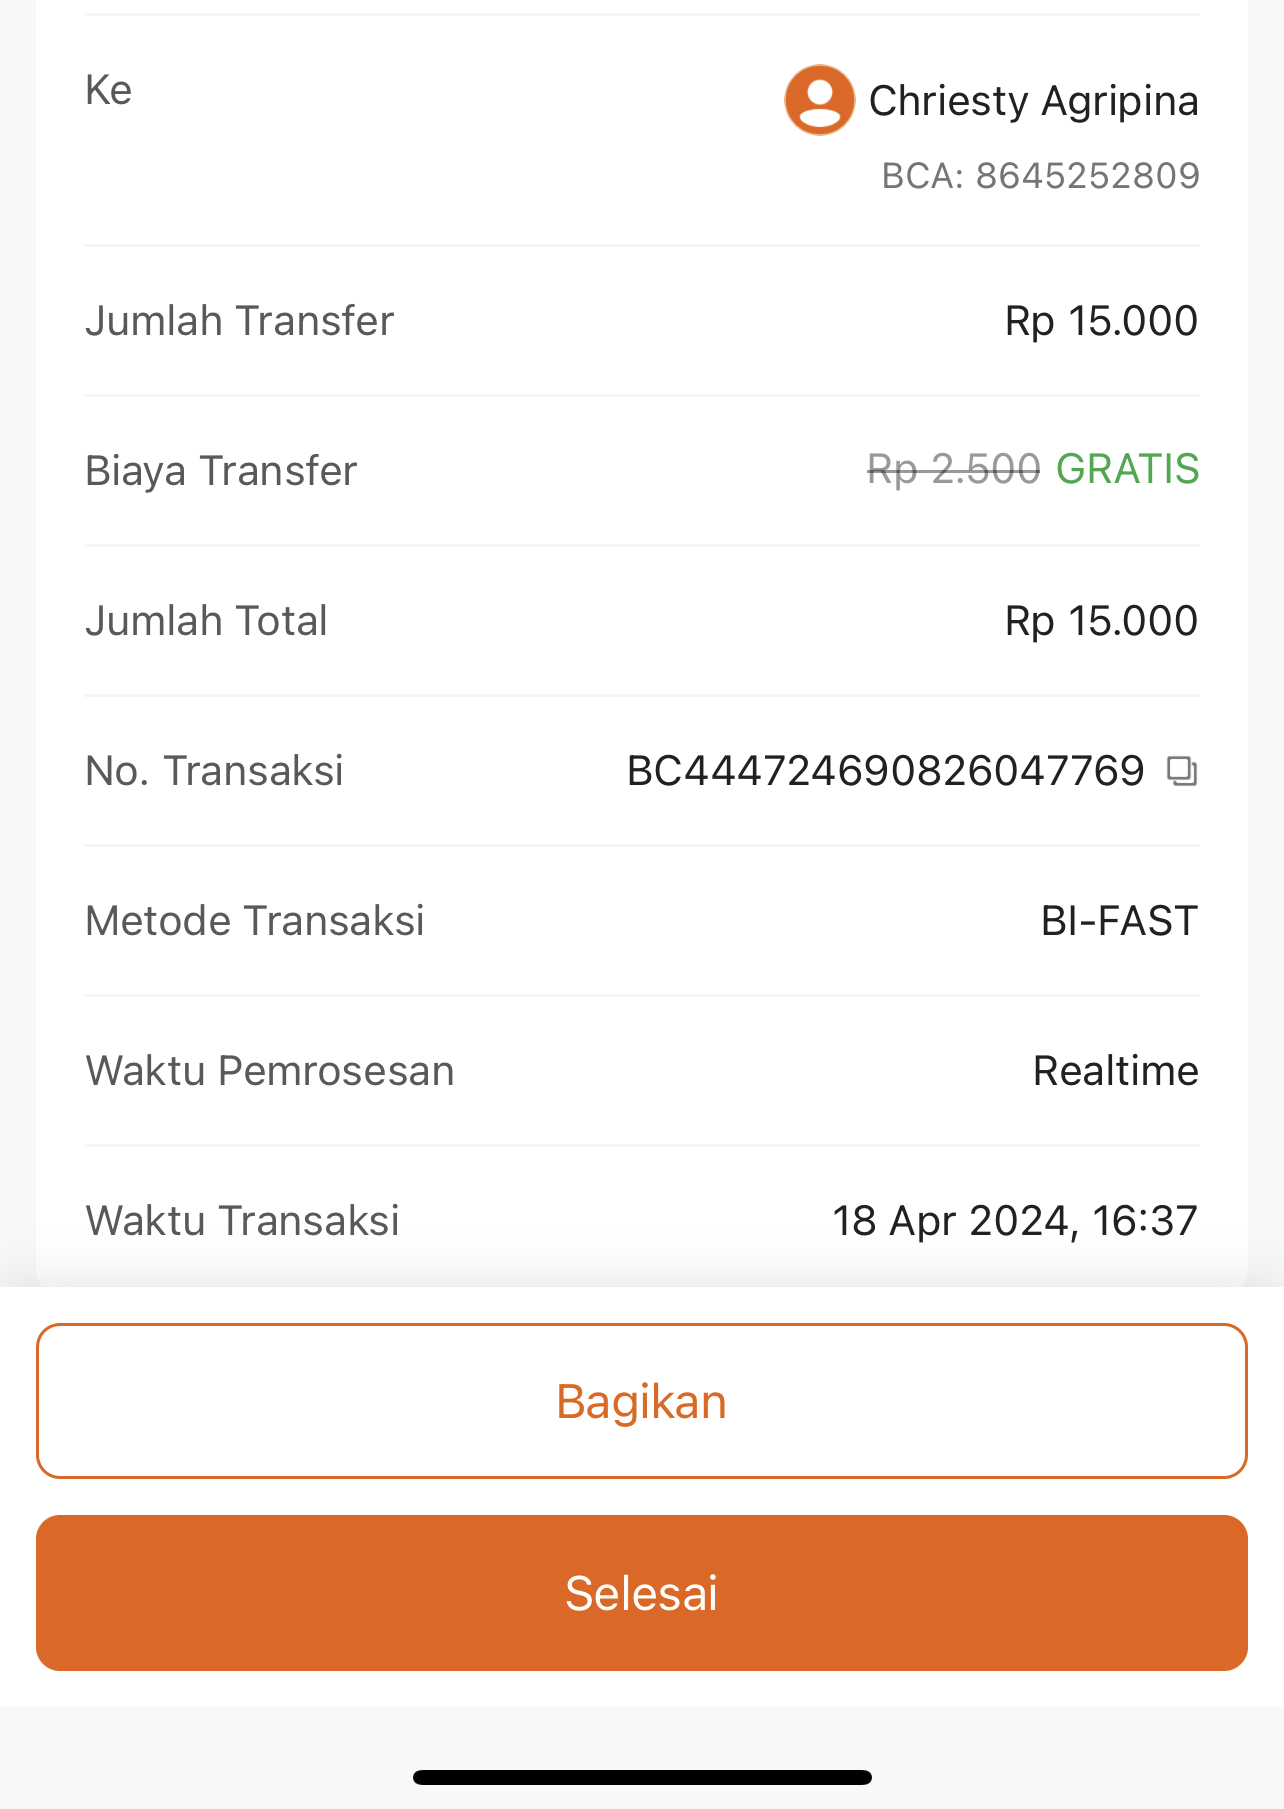 Ke
Chriesty Agripina
BCA: 8645252809
Jumlah Transfer Rp 15.000
Biaya Transfer Rp 2.500 GRATIS
Jumlah Total Rp 15.000
No. Transaksi BC444724690826047769
Metode Transaksi BI-FAST
Waktu Pemrosesan Realtime
Waktu Transaksi 18 Apr 2024, 16:37
Bagikan
Selesai